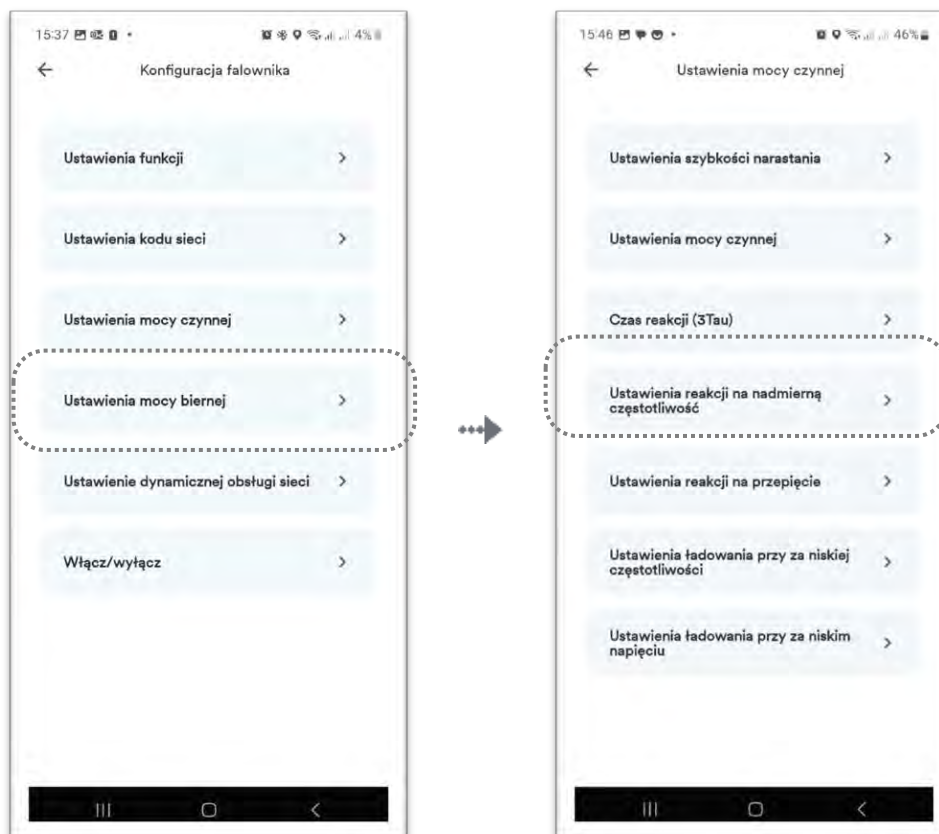 15:37
4%
Konfiguracja falownika
Ustawienia funkcji
Ustawienia kodu sieci
Ustawienia mocy czynnej
Ustawienia mocy biernej
Ustawienie dynamicznej obsługi sieci
Włącz/wyłącz
15:46
46%
Ustawienia mocy czynnej
Ustawienia szybkości narastania
Ustawienia mocy czynnej
Czas reakcji (3Tau)
Ustawienia reakcji na nadmierną
częstotliwość
Ustawienia reakcji na przepięcie
Ustawienia ładowania przy za niskiej
częstotliwości
Ustawienia ładowania przy za niskim
napięciu